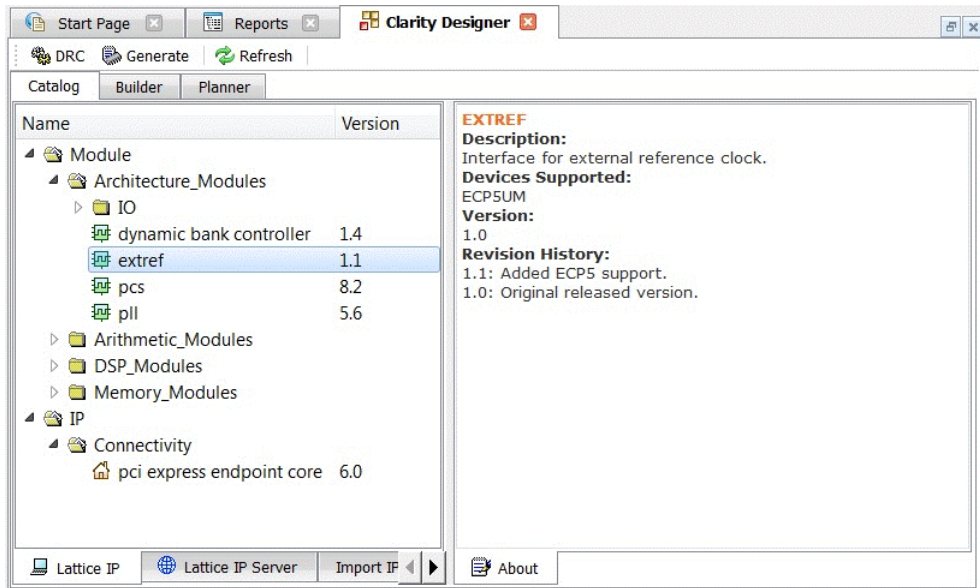 Start Page Reports Clarity Designer
DRC Generate Refresh
Catalog Builder Planner
Name Version
Module
Architecture_Modules
IO
dynamic bank controller 1.4
extref 1.1
pcs 8.2
pll 5.6
Arithmetic_Modules
DSP_Modules
Memory_Modules
IP
Connectivity
pci express endpoint core 6.0
Lattice IP Lattice IP Server Import IP
EXTREF
Description:
Interface for external reference clock.
Devices Supported:
ECP5UM
Version:
1.0
Revision History:
1.1: Added ECP5 support.
1.0: Original released version.
About